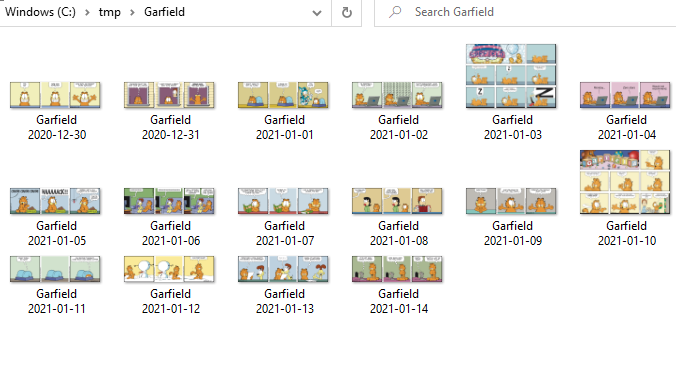 Windows (C:) > tmp > Garfield
Search Garfield
Garfield
2020-12-30
Garfield
2020-12-31
Garfield
2021-01-01
Garfield
2021-01-02
Garfield
2021-01-03
Garfield
2021-01-04
Garfield
2021-01-05
Garfield
2021-01-06
Garfield
2021-01-07
Garfield
2021-01-08
Garfield
2021-01-09
Garfield
2021-01-10
Garfield
2021-01-11
Garfield
2021-01-12
Garfield
2021-01-13
Garfield
2021-01-14